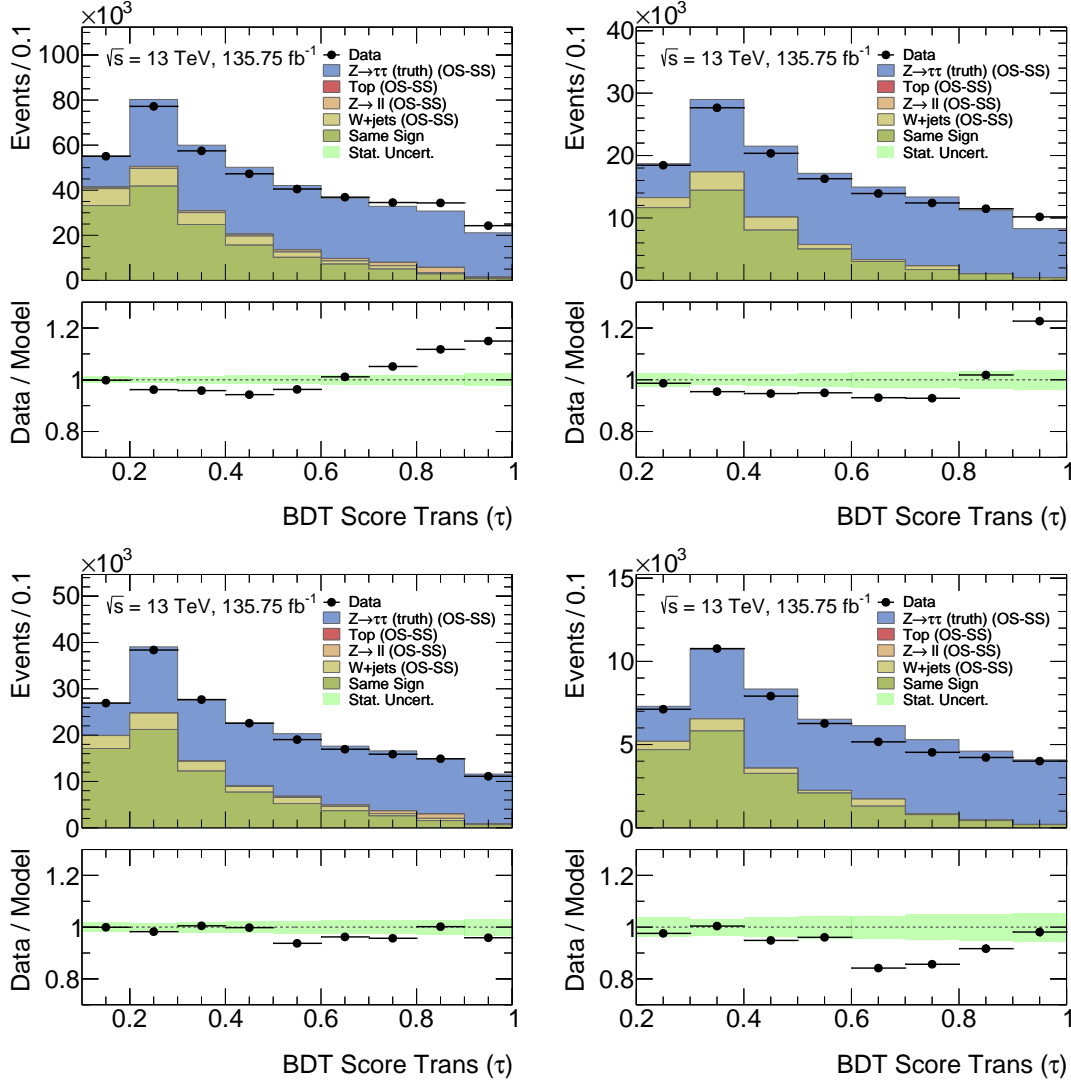 ×10³
Events / 0.1
100
80
60
40
20
0
√s = 13 TeV, 135.75 fb⁻¹
Data
Z→ττ (truth) (OS-SS)
Top (OS-SS)
Z→ ll (OS-SS)
W+jets (OS-SS)
Same Sign
Stat. Uncert.
Data / Model
1.2
1
0.8
0.2 0.4 0.6 0.8 1
BDT Score Trans (τ)
×10³
Events / 0.1
40
30
20
10
0
√s = 13 TeV, 135.75 fb⁻¹
Data
Z→ττ (truth) (OS-SS)
Top (OS-SS)
Z→ ll (OS-SS)
W+jets (OS-SS)
Same Sign
Stat. Uncert.
Data / Model
1.2
1
0.8
0.2 0.4 0.6 0.8 1
BDT Score Trans (τ)
×10³
Events / 0.1
50
40
30
20
10
0
√s = 13 TeV, 135.75 fb⁻¹
Data
Z→ττ (truth) (OS-SS)
Top (OS-SS)
Z→ ll (OS-SS)
W+jets (OS-SS)
Same Sign
Stat. Uncert.
Data / Model
1.2
1
0.8
0.2 0.4 0.6 0.8 1
BDT Score Trans (τ)
×10³
Events / 0.1
15
10
5
0
√s = 13 TeV, 135.75 fb⁻¹
Data
Z→ττ (truth) (OS-SS)
Top (OS-SS)
Z→ ll (OS-SS)
W+jets (OS-SS)
Same Sign
Stat. Uncert.
Data / Model
1.2
1
0.8
0.2 0.4 0.6 0.8 1
BDT Score Trans (τ)